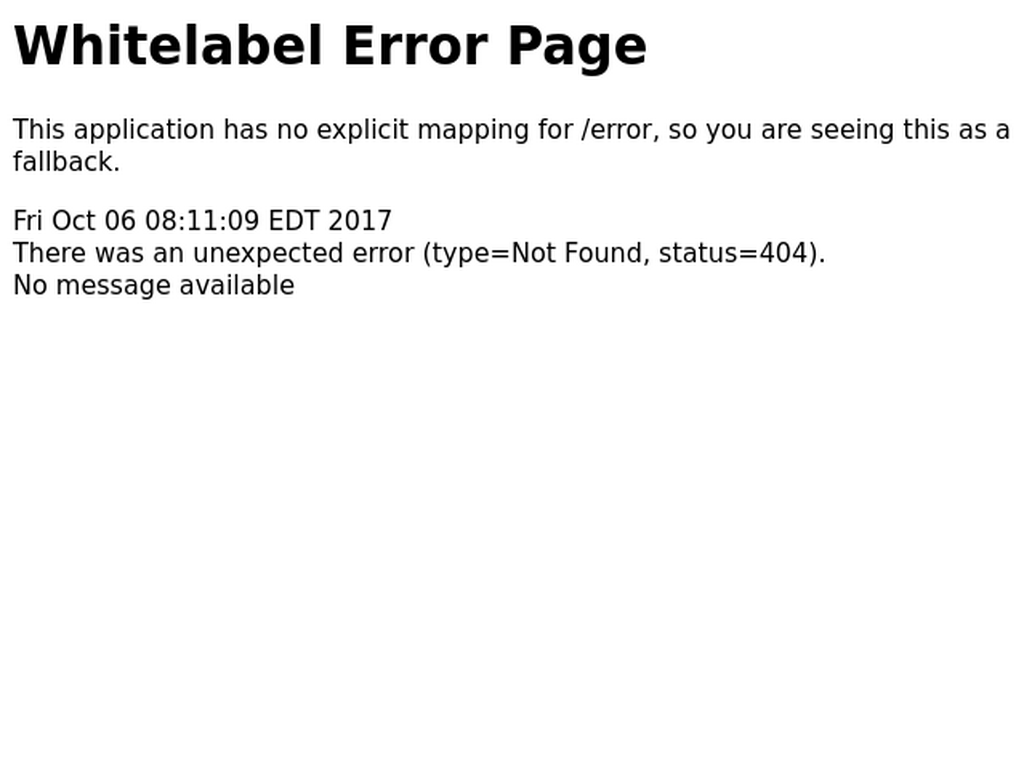 Whitelabel Error Page
This application has no explicit mapping for /error, so you are seeing this as a
fallback.
Fri Oct 06 08:11:09 EDT 2017
There was an unexpected error (type=Not Found, status=404).
No message available